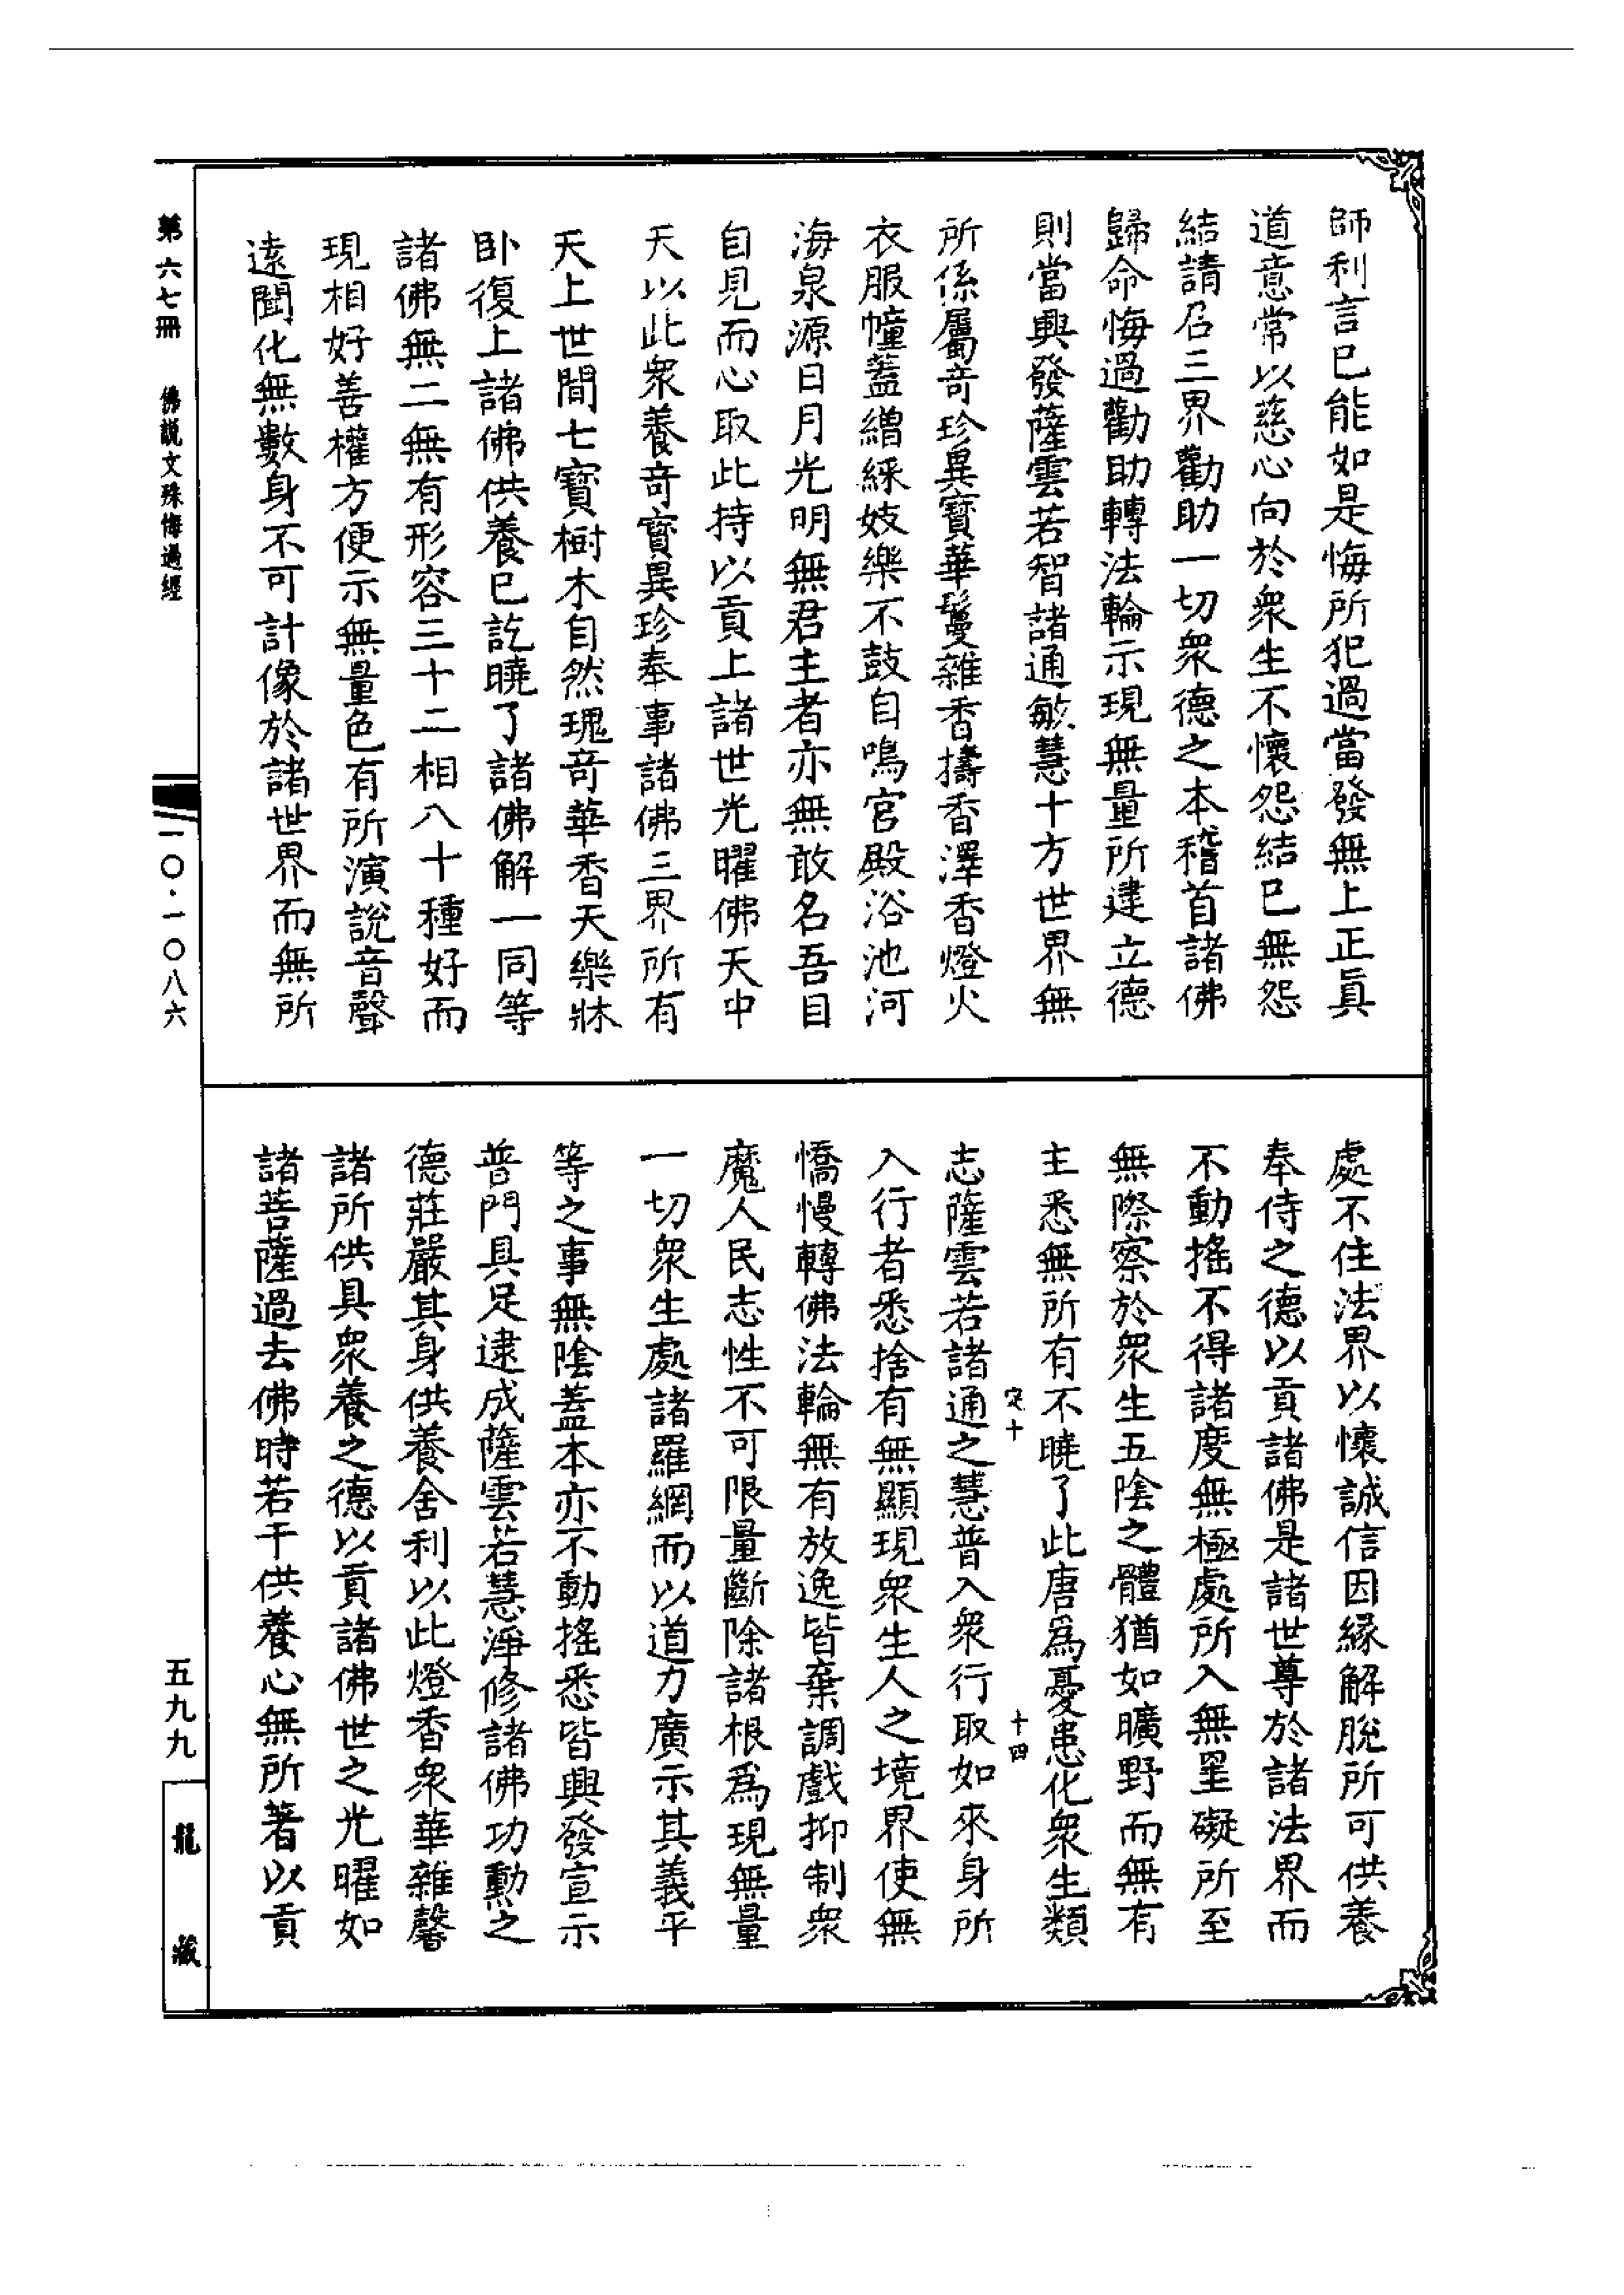 師利言已能如是悔所犯過當發無上正真
道意常以慈心向於衆生不懷怨結已無怨
結請召三界勸助一切衆德之本稽首諸佛
歸命悔過勸助轉法輪示現無量所建立德
則當興發薩雲若智諸通敏慧十方世界無
所係屬奇珍異寶華鬘雜香擣香澤香燈火
衣服幢蓋繒綵妓樂不鼓自鳴宮殿浴池河
海泉源日月光明無君主者亦無敢名吾目
自見而心取此持以貢上諸世光曜佛天中
天以此衆養奇寳異珍奉事諸佛三界所有
天上世間七寶樹木自然瑰奇華香天樂牀
卧復上諸佛供養已訖曉了諸佛解一同等
諸佛無二無有形容三十二相八十種好而
現相好善權方便示無量色有所演說音聲
遠聞化無數身不可計像於諸世界而無所
處不住法界以懷誠信因緣解脫所可供養
奉侍之德以貢諸佛是諸世尊於諸法界而
不動搖不得諸度無極處所入無罣礙所至
無際察於衆生五陰之體猶如曠野而無有
主悉無所有不曉了此唐爲憂患化衆生類
十四
志薩雲若諸通之慧普入衆行取如來身所
入行者悉捨有無顯現衆生人之境界使無
憍慢轉佛法輪無有放逸皆棄調戲抑制衆
魔人民志性不可限量斷除諸根爲現無量
一切衆生處諸羅網而以道力廣示其義平
等之事無陰蓋本亦不動搖悉皆興發宣示
普門具足逮成薩雲若慧淨修諸佛功勳之
德莊嚴其身供養舍利以此燈香衆華雜馨
諸所供具衆養之德以貢諸佛世之光曜如
諸菩薩過去佛時若干供養心無所著以貢
第六七冊 佛說文殊悔過經
一〇·一〇八六
五九九
龍藏